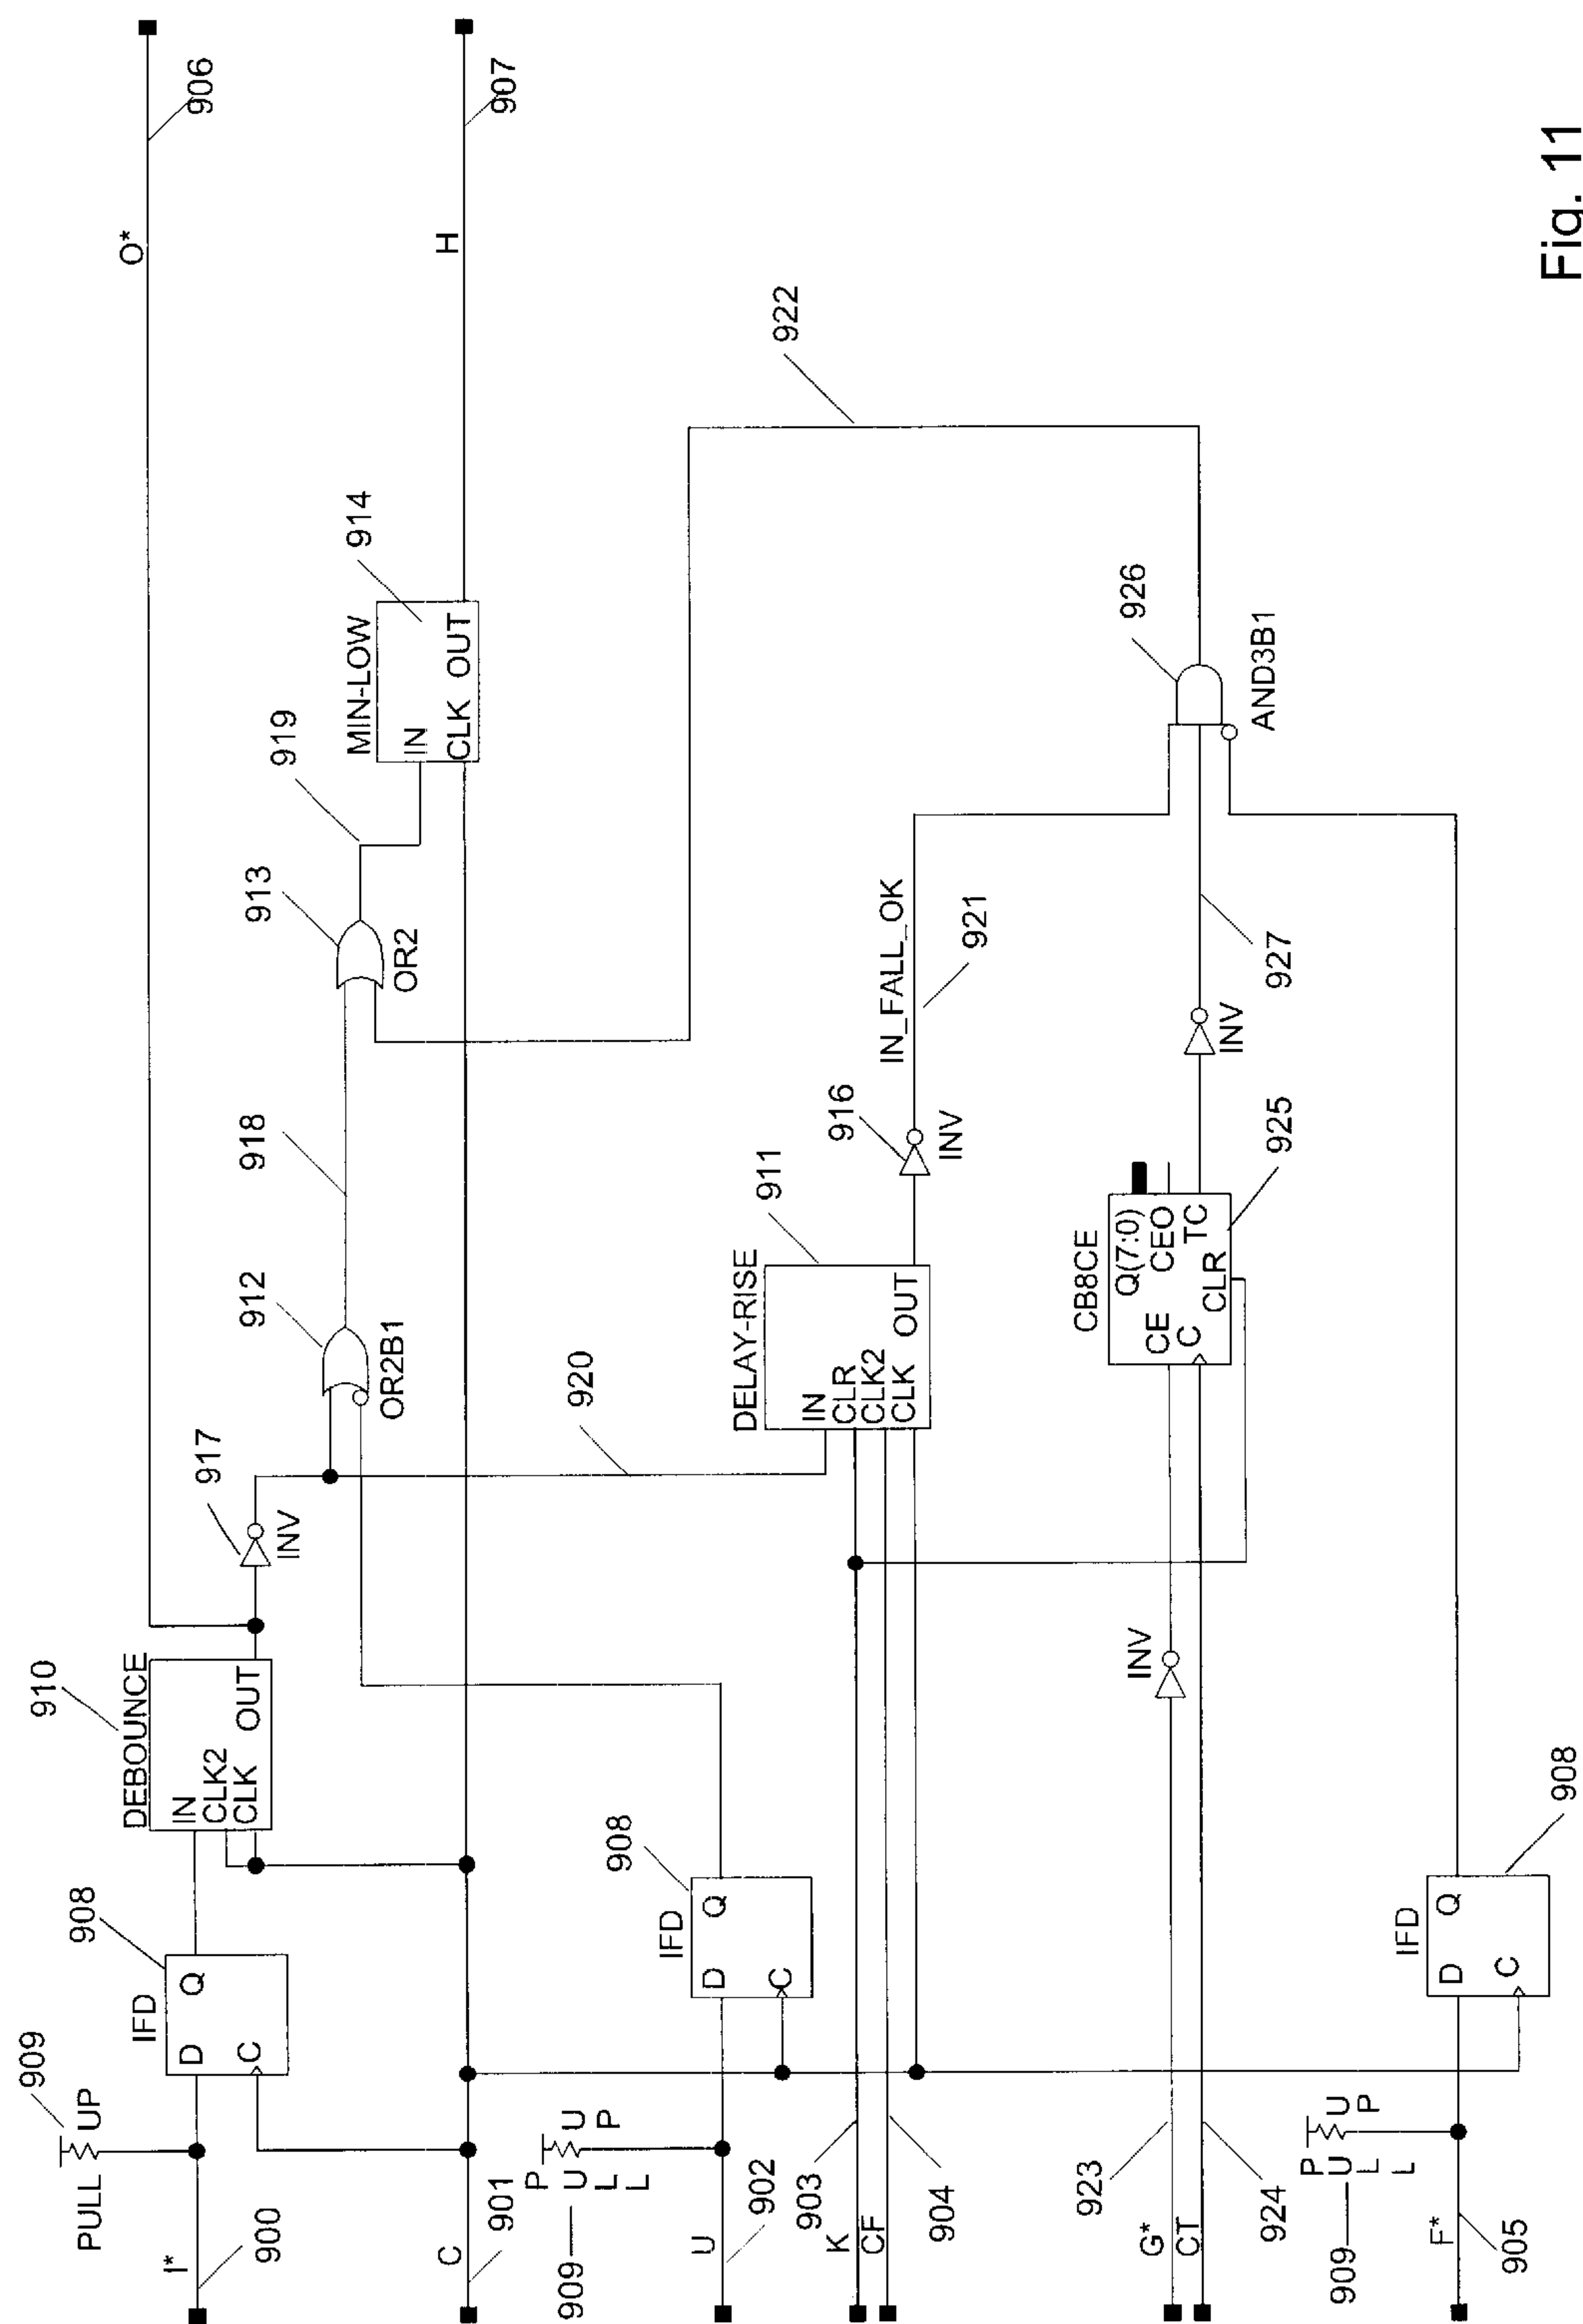 906
O*
907
H
922
914
MIN-LOW
IN
CLK OUT
919
913
OR2
926
AND3B1
IN_FALL_OK
921
927
INV
918
912
OR2B1
916
INV
911
DELAY-RISE
IN
CLR
CLK2
CLK
OUT
925
CB8CE
Q(7:0)
CEO
TC
CE
C
CLR
920
917
INV
910
DEBOUNCE
IN
CLK2
CLK
OUT
INV
908
IFD
D
Q
C
908
IFD
D
Q
C
908
IFD
D
Q
C
909
PULL UP
I*
900
C
901
909
PULL
UP
U
902
903
K
CF
904
923
G*
CT
924
909
PULL
UP
F*
905
Fig. 11